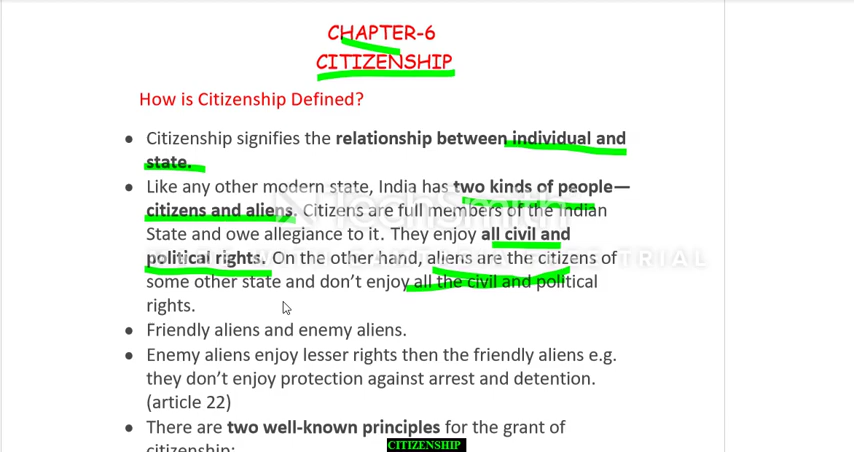 CHAPTER-6
CITIZENSHIP
How is Citizenship Defined?
• Citizenship signifies the relationship between individual and
state.
• Like any other modern state, India has two kinds of people—
citizens and aliens. Citizens are full members of the Indian
State and owe allegiance to it. They enjoy all civil and
political rights. On the other hand, aliens are the citizens of
some other state and don't enjoy all the civil and political
rights.
• Friendly aliens and enemy aliens.
• Enemy aliens enjoy lesser rights then the friendly aliens e.g.
they don't enjoy protection against arrest and detention.
(article 22)
• There are two well-known principles for the grant of
citizenship:
CITIZENSHIP
TechSmith
TRIAL